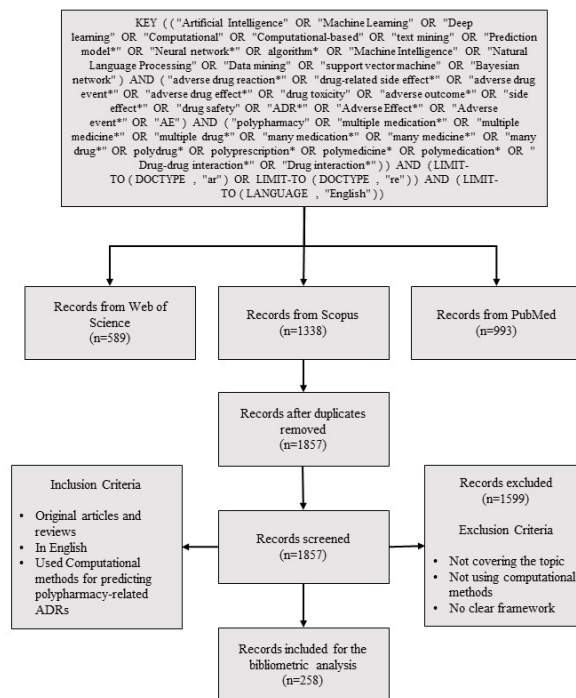 KEY ( ( "Artificial Intelligence" OR "Machine Learning" OR "Deep
learning" OR "Computational" OR "Computational-based" OR "text mining" OR "Prediction
model*" OR "Neural network*" OR algorithm* OR "Machine Intelligence" OR "Natural
Language Processing" OR "Data mining" OR "support vector machine" OR "Bayesian
network" ) AND ( "adverse drug reaction*" OR "drug-related side effect*" OR "adverse drug
event*" OR "adverse drug effect*" OR "drug toxicity" OR "adverse outcome*" OR "side
effect*" OR "drug safety" OR "ADR*" OR "Adverse Effect*" OR "Adverse
event*" OR "AE" ) AND ( "polypharmacy" OR "multiple medication*" OR "multiple
medicine*" OR "multiple drug*" OR "many medication*" OR "many medicine*" OR "many
drug*" OR polydrug* OR polyprescription* OR polymedicine* OR polymedication* OR "
Drug-drug interaction*" OR "Drug interaction*" ) ) AND ( LIMIT-
TO ( DOCTYPE , "ar" ) OR LIMIT-TO ( DOCTYPE , "re" ) ) AND ( LIMIT-
TO ( LANGUAGE , "English" ) )
Records from Web of
Science
(n=589)
Records from Scopus
(n=1338)
Records from PubMed
(n=993)
Records after duplicates
removed
(n=1857)
Inclusion Criteria
• Original articles and
reviews
• In English
• Used Computational
methods for predicting
polypharmacy-related
ADRs
Records screened
(n=1857)
Records excluded
(n=1599)
Exclusion Criteria
• Not covering the topic
• Not using computational
methods
• No clear framework
Records included for the
bibliometric analysis
(n=258)